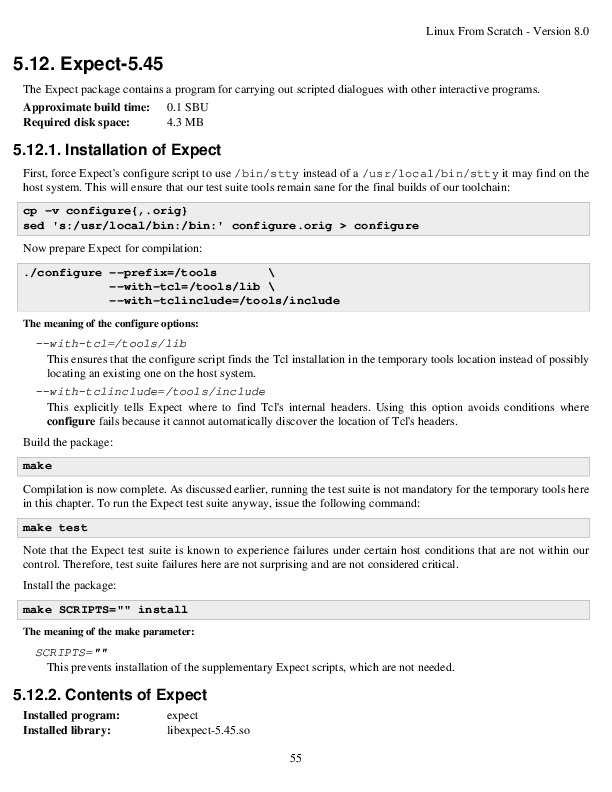 Linux From Scratch - Version 8.0
5.12. Expect-5.45
The Expect package contains a program for carrying out scripted dialogues with other interactive programs.
Approximate build time: 0.1 SBU
Required disk space: 4.3 MB
5.12.1. Installation of Expect
First, force Expect's configure script to use /bin/stty instead of a /usr/local/bin/stty it may find on the
host system. This will ensure that our test suite tools remain sane for the final builds of our toolchain:
cp -v configure{,.orig}
sed 's:/usr/local/bin:/bin:' configure.orig > configure
Now prepare Expect for compilation:
./configure --prefix=/tools       \
            --with-tcl=/tools/lib \
            --with-tclinclude=/tools/include
The meaning of the configure options:
--with-tcl=/tools/lib
This ensures that the configure script finds the Tcl installation in the temporary tools location instead of possibly
locating an existing one on the host system.
--with-tclinclude=/tools/include
This explicitly tells Expect where to find Tcl's internal headers. Using this option avoids conditions where
configure fails because it cannot automatically discover the location of Tcl's headers.
Build the package:
make
Compilation is now complete. As discussed earlier, running the test suite is not mandatory for the temporary tools here
in this chapter. To run the Expect test suite anyway, issue the following command:
make test
Note that the Expect test suite is known to experience failures under certain host conditions that are not within our
control. Therefore, test suite failures here are not surprising and are not considered critical.
Install the package:
make SCRIPTS="" install
The meaning of the make parameter:
SCRIPTS=""
This prevents installation of the supplementary Expect scripts, which are not needed.
5.12.2. Contents of Expect
Installed program: expect
Installed library: libexpect-5.45.so
55